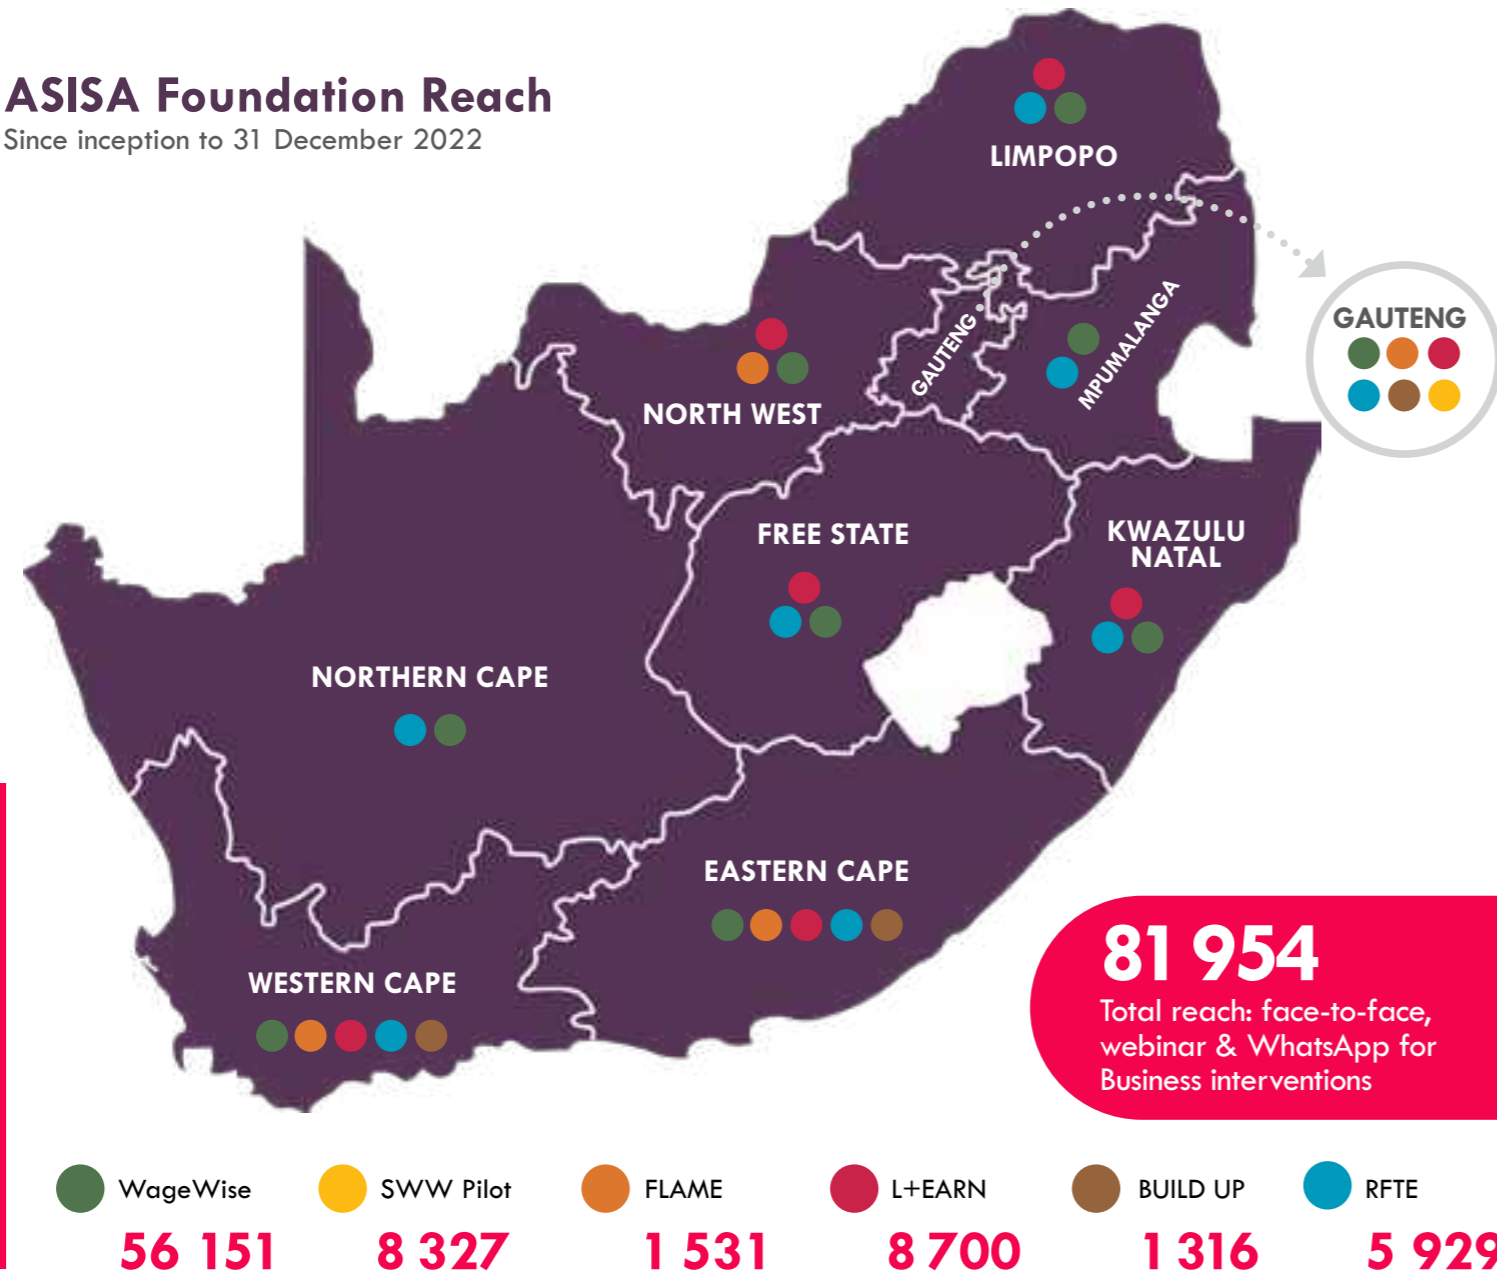 ASISA Foundation Reach
Since inception to 31 December 2022
LIMPOPO
GAUTENG
MPUMALANGA
GAUTENG
NORTH WEST
FREE STATE
KWAZULU
NATAL
NORTHERN CAPE
EASTERN CAPE
WESTERN CAPE
81 954
Total reach: face-to-face,
webinar & WhatsApp for
Business interventions
WageWise
SWW Pilot
FLAME
L+EARN
BUILD UP
RFTE
56 151
8 327
1 531
8 700
1 316
5 929